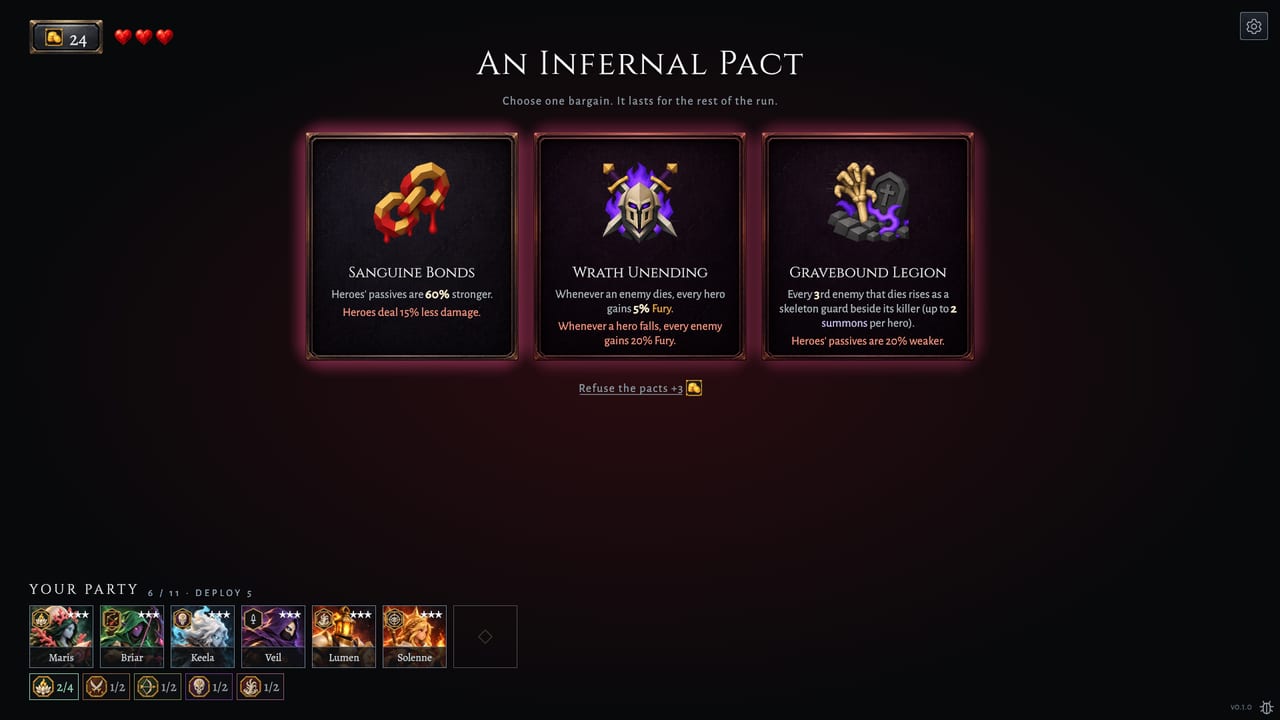 24
An Infernal Pact
Choose one bargain. It lasts for the rest of the run.
Sanguine Bonds
Heroes' passives are 60% stronger.
Heroes deal 15% less damage.
Wrath Unending
Whenever an enemy dies, every hero
gains 5% Fury.
Whenever a hero falls, every enemy
gains 20% Fury.
Gravebound Legion
Every 3rd enemy that dies rises as a
skeleton guard beside its killer (up to 2
summons per hero).
Heroes' passives are 20% weaker.
Refuse the pacts +3
Your Party 6 / 11 · Deploy 5
Maris
Briar
Keela
Veil
Lumen
Solenne
2/4
1/2
1/2
1/2
1/2
v0.1.0